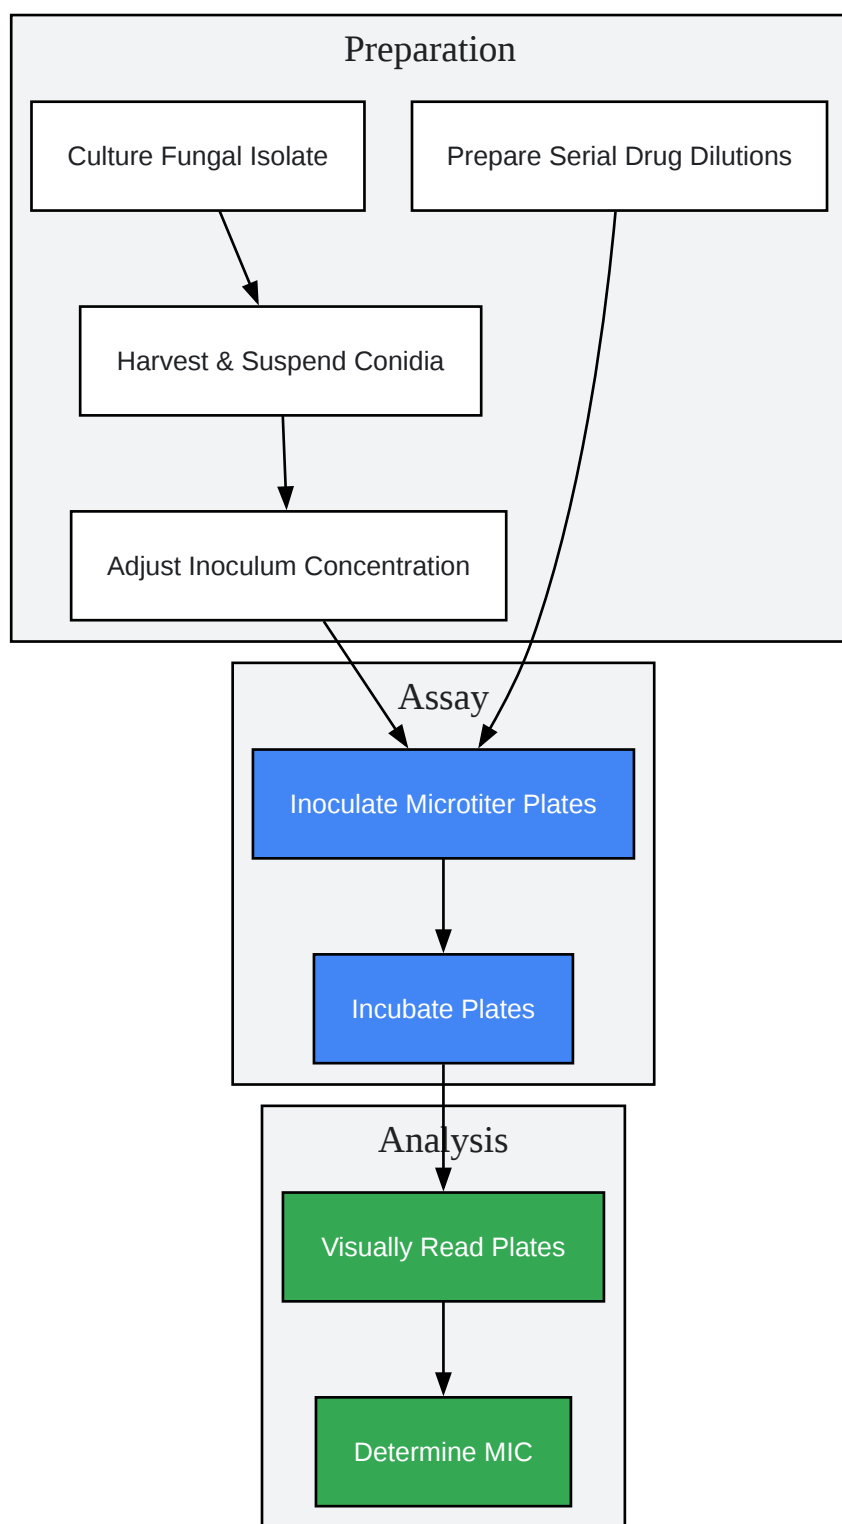 Preparation
Culture Fungal Isolate
Prepare Serial Drug Dilutions
Harvest & Suspend Conidia
Adjust Inoculum Concentration
Assay
Inoculate Microtiter Plates
Incubate Plates
Analysis
Visually Read Plates
Determine MIC